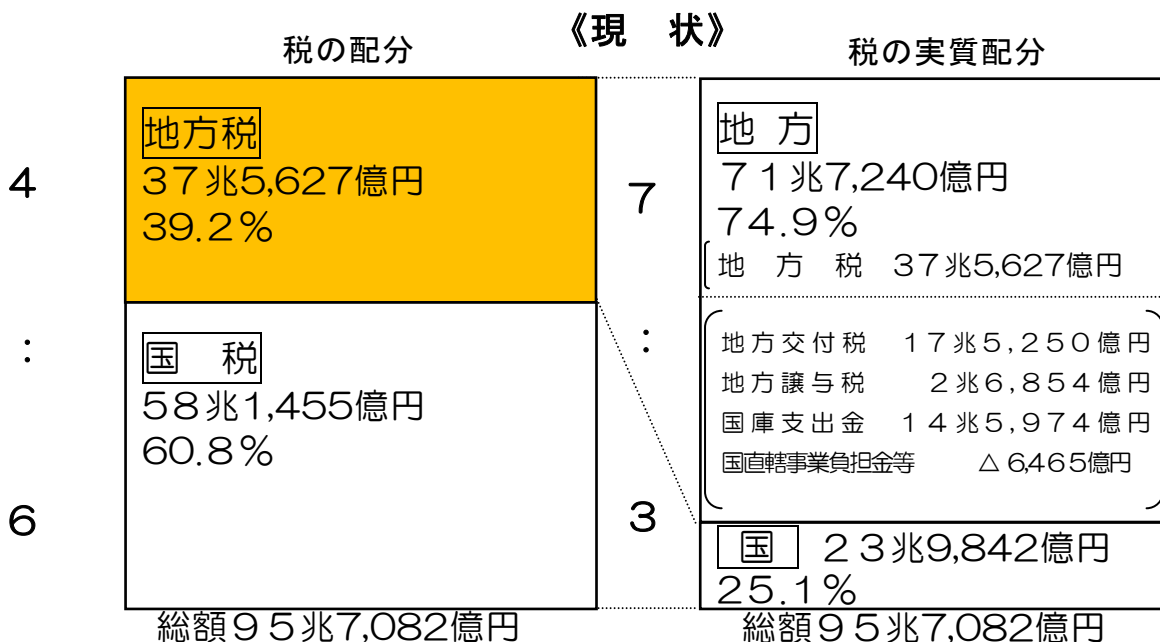 《現　状》
税の配分
税の実質配分
4
：
6
地方税
37兆5,627億円
39.2%
国　税
58兆1,455億円
60.8%
総額95兆7,082億円
7
：
3
地 方
71兆7,240億円
74.9%
地　方　税　37兆5,627億円
地方交付税　17兆5,250億円
地方譲与税　2兆6,854億円
国庫支出金　14兆5,974億円
国直轄事業負担金等　△ 6,465億円
国　23兆9,842億円
25.1%
総額95兆7,082億円